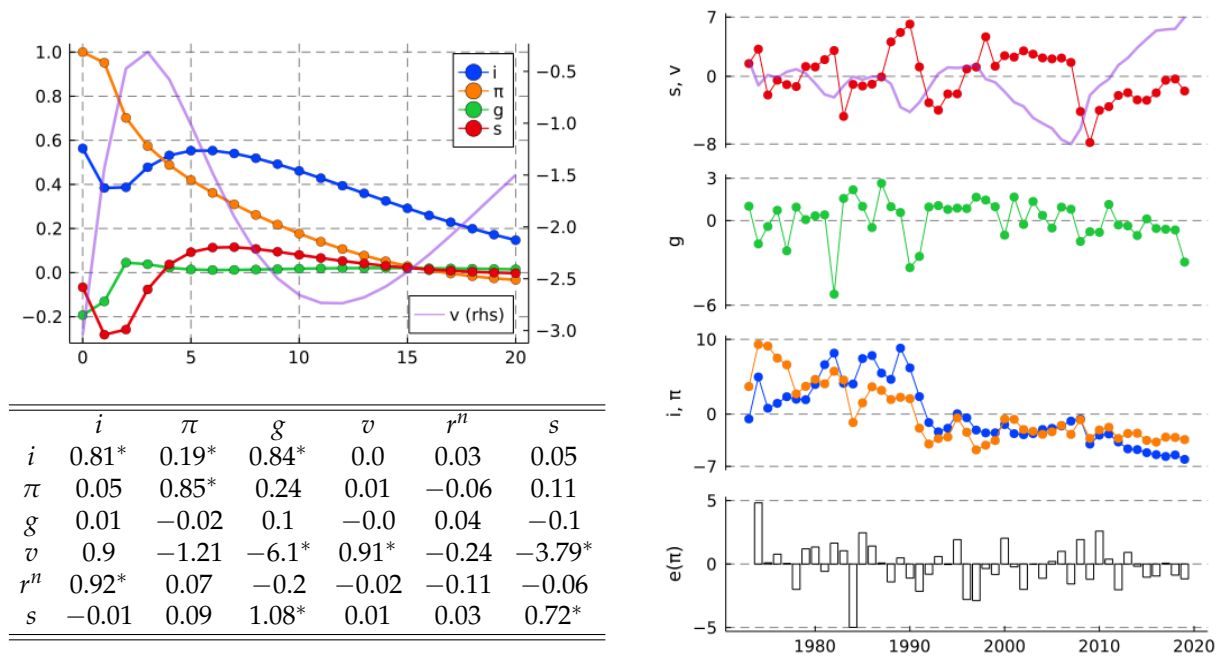 1.0
0.8
0.6
0.4
0.2
0.0
−0.2
0 5 10 15 20
−0.5
−1.0
−1.5
−2.0
−2.5
−3.0
i
π
g
s
v (rhs)
i π g v rⁿ s
i 0.81* 0.19* 0.84* 0.0 0.03 0.05
π 0.05 0.85* 0.24 0.01 −0.06 0.11
g 0.01 −0.02 0.1 −0.0 0.04 −0.1
v 0.9 −1.21 −6.1* 0.91* −0.24 −3.79*
rⁿ 0.92* 0.07 −0.2 −0.02 −0.11 −0.06
s −0.01 0.09 1.08* 0.01 0.03 0.72*
s, v
7
0
−8
g
3
0
−6
i, π
10
0
−7
e(π)
5
0
−5
1980 1990 2000 2010 2020